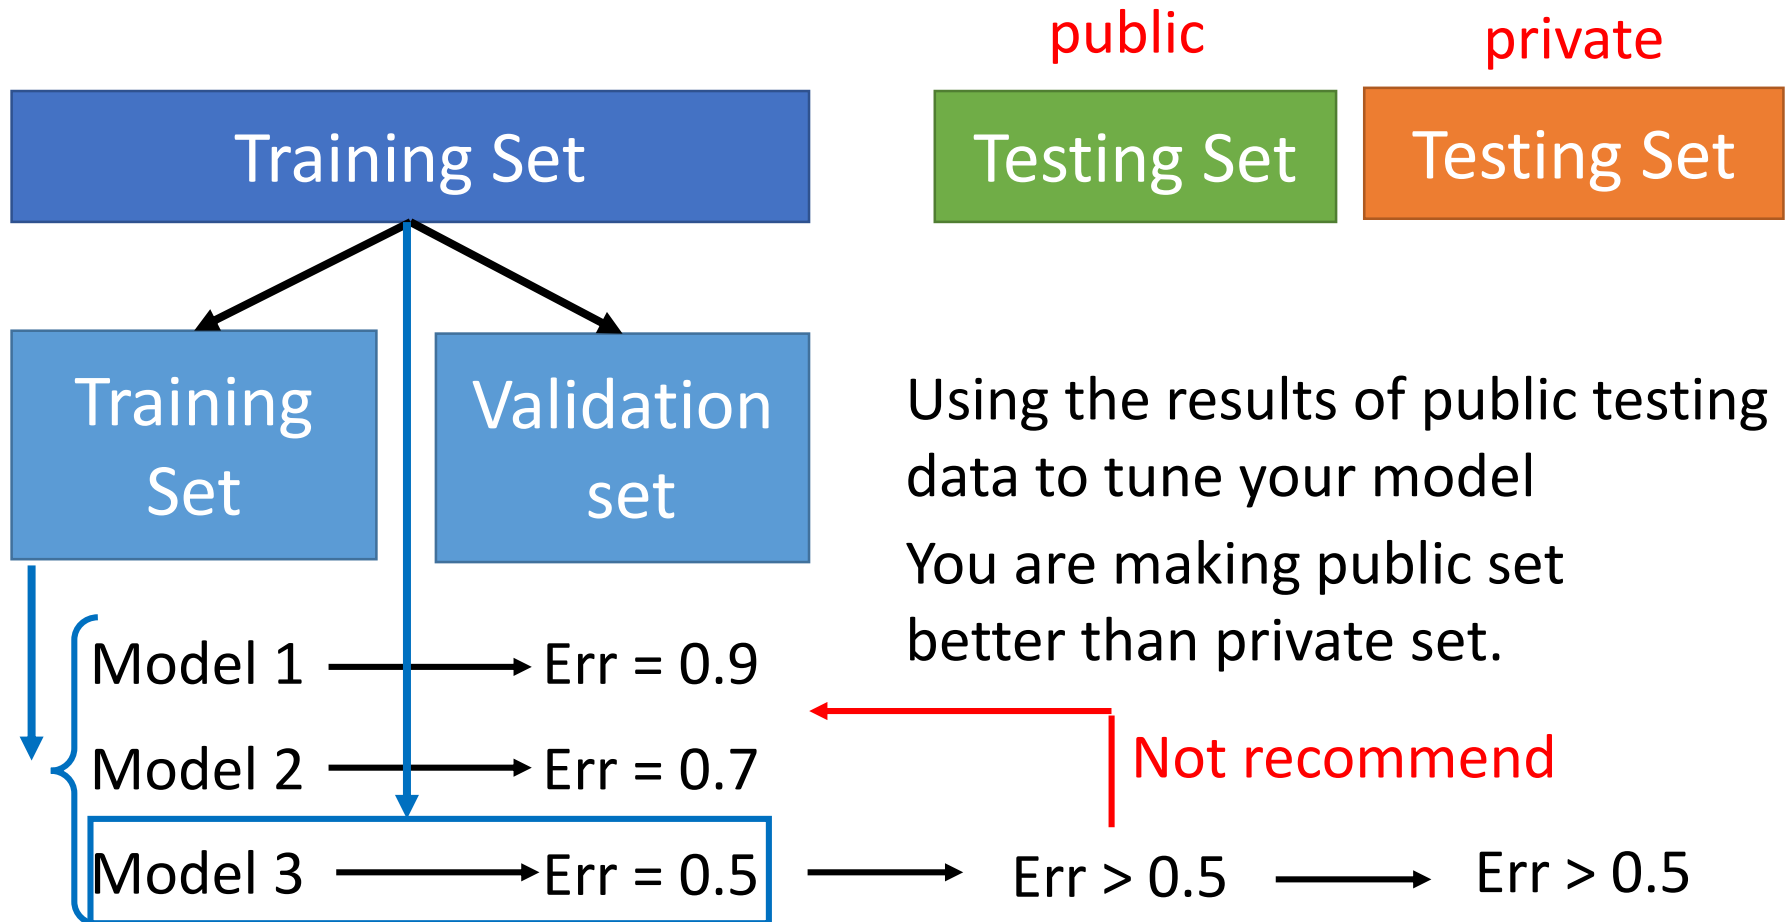 public
private
Training Set
Testing Set
Testing Set
Training
Set
Validation
set
Using the results of public testing
data to tune your model
You are making public set
better than private set.
Model 1
Err = 0.9
Model 2
Err = 0.7
Not recommend
Model 3
Err = 0.5
Err > 0.5
Err > 0.5